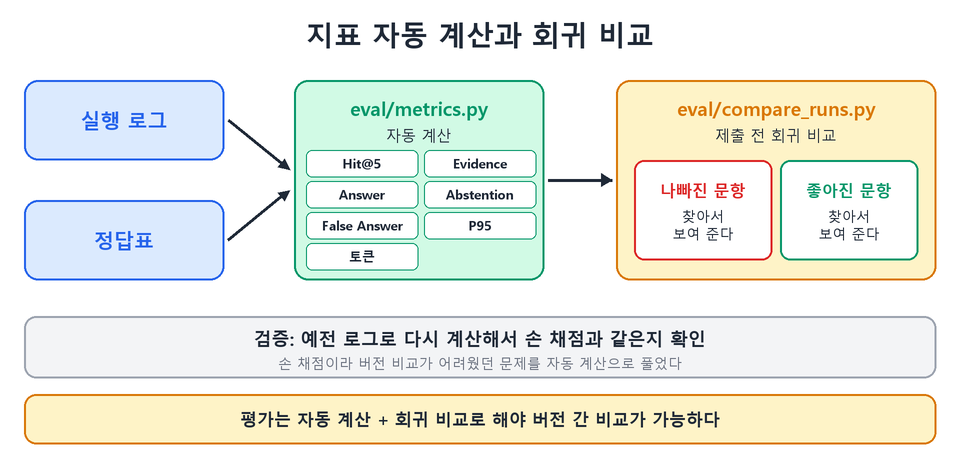 지표 자동 계산과 회귀 비교
실행 로그
정답표
eval/metrics.py
자동 계산
Hit@5
Evidence
Answer
Abstention
False Answer
P95
토큰
eval/compare_runs.py
제출 전 회귀 비교
나빠진 문항
찾아서
보여 준다
좋아진 문항
찾아서
보여 준다
검증: 예전 로그로 다시 계산해서 손 채점과 같은지 확인
손 채점이라 버전 비교가 어려웠던 문제를 자동 계산으로 풀었다
평가는 자동 계산 + 회귀 비교로 해야 버전 간 비교가 가능하다